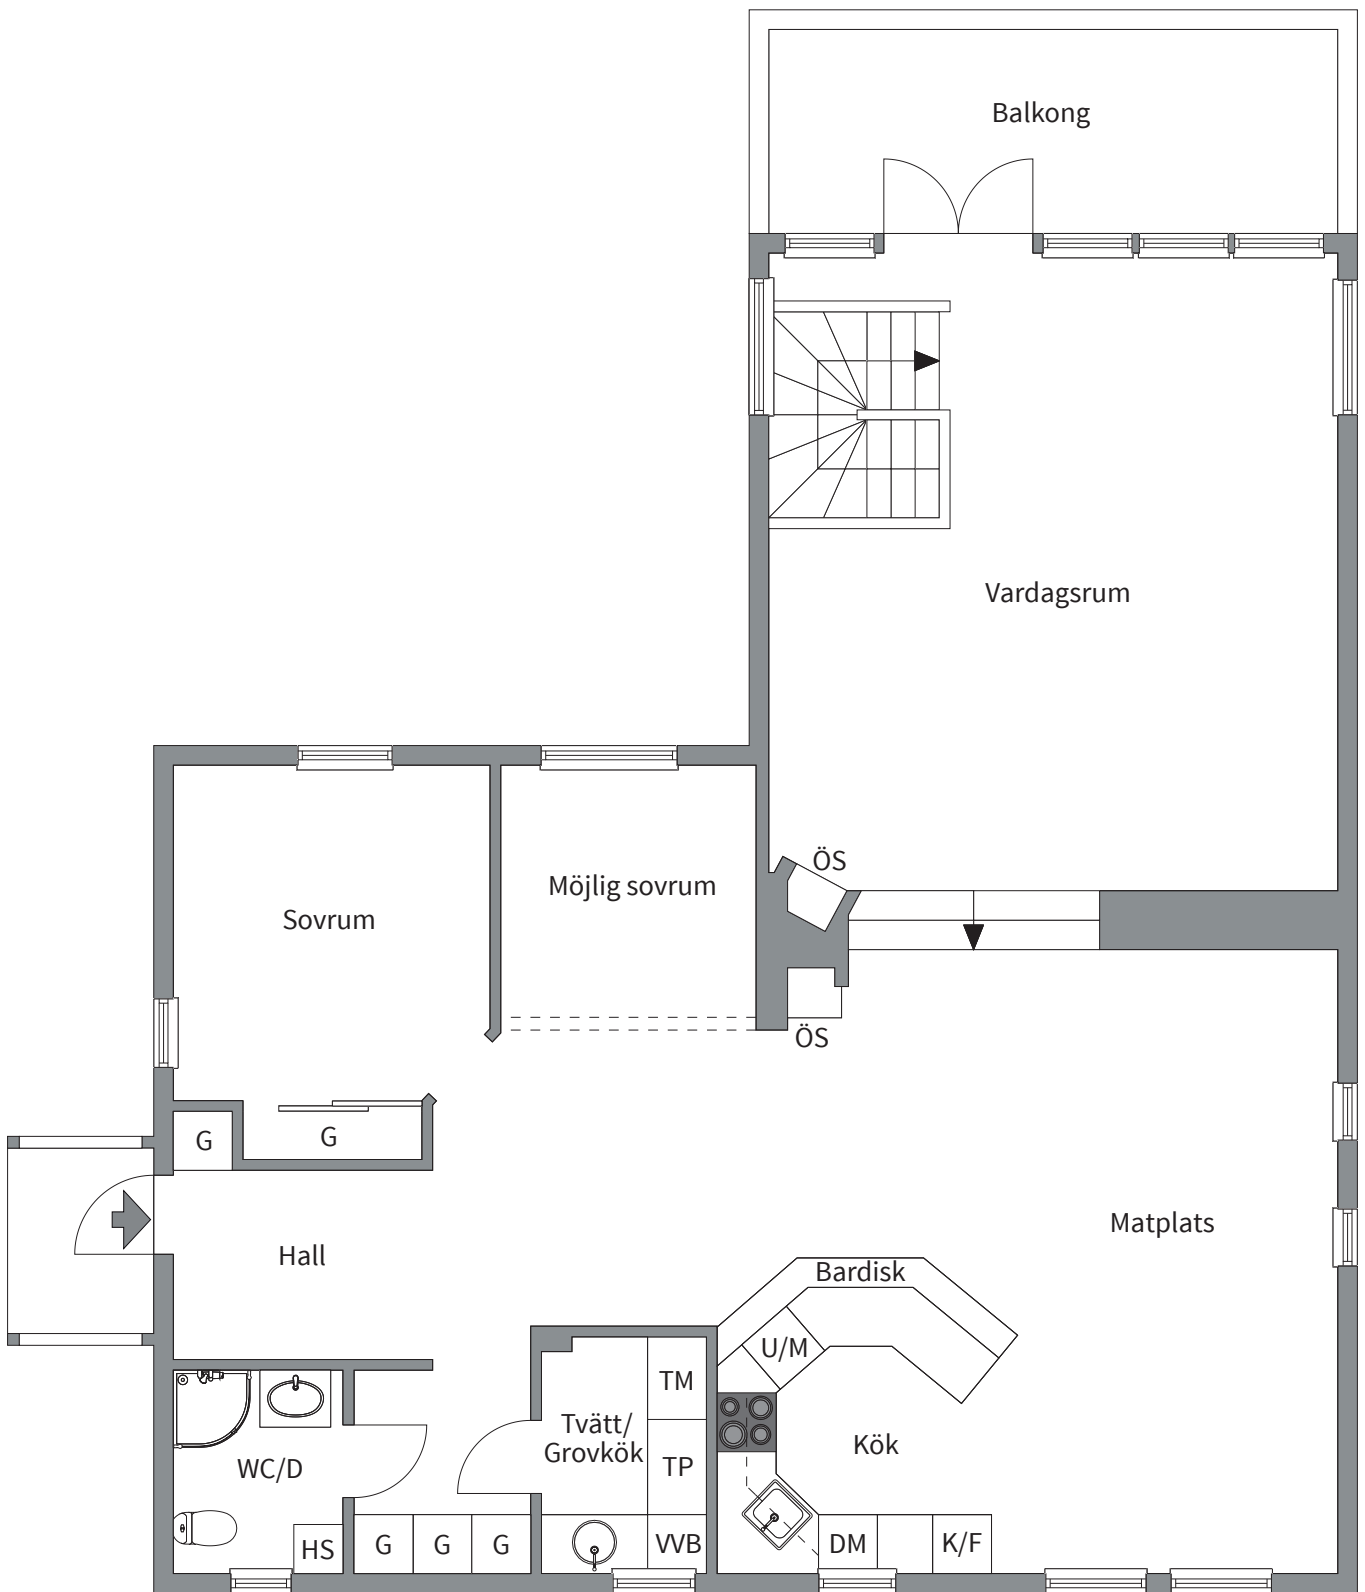 Balkong
Vardagsrum
ÖS
Möjlig sovrum
Sovrum
ÖS
G
G
Matplats
Hall
Bardisk
U/M
TM
Tvätt/
Grovkök
Kök
TP
WC/D
HS
G
G
G
VVB
DM
K/F